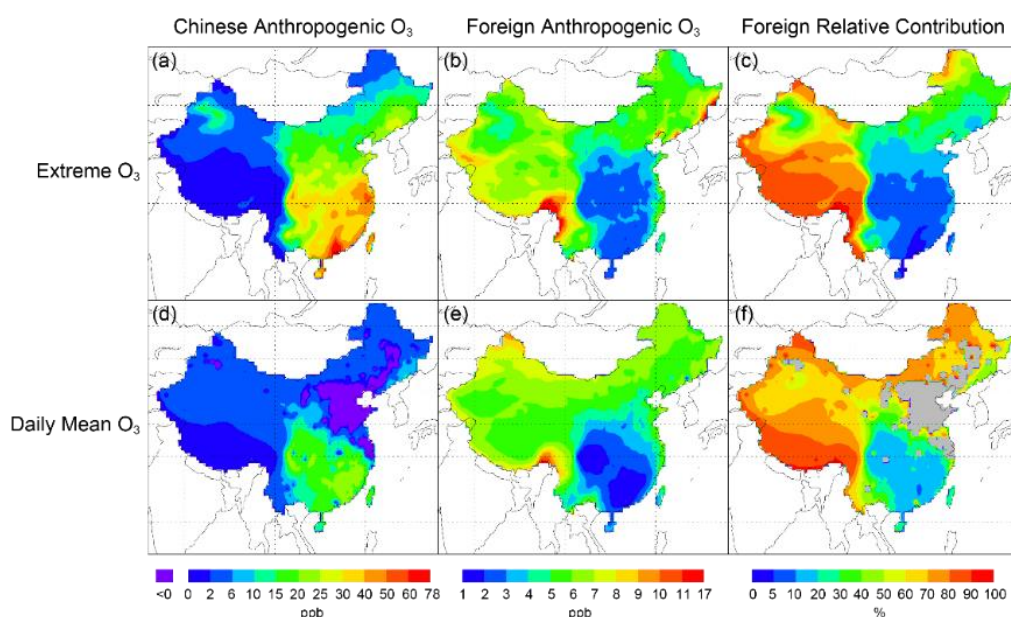 Chinese Anthropogenic O₃ Foreign Anthropogenic O₃ Foreign Relative Contribution
(a) (b) (c)
Extreme O₃
(d) (e) (f)
Daily Mean O₃
<0 0 2 6 10 15 20 25 30 40 50 60 78 1 2 3 4 5 6 7 8 9 10 11 17 0 5 10 20 30 40 50 60 70 80 90 100
ppb ppb %